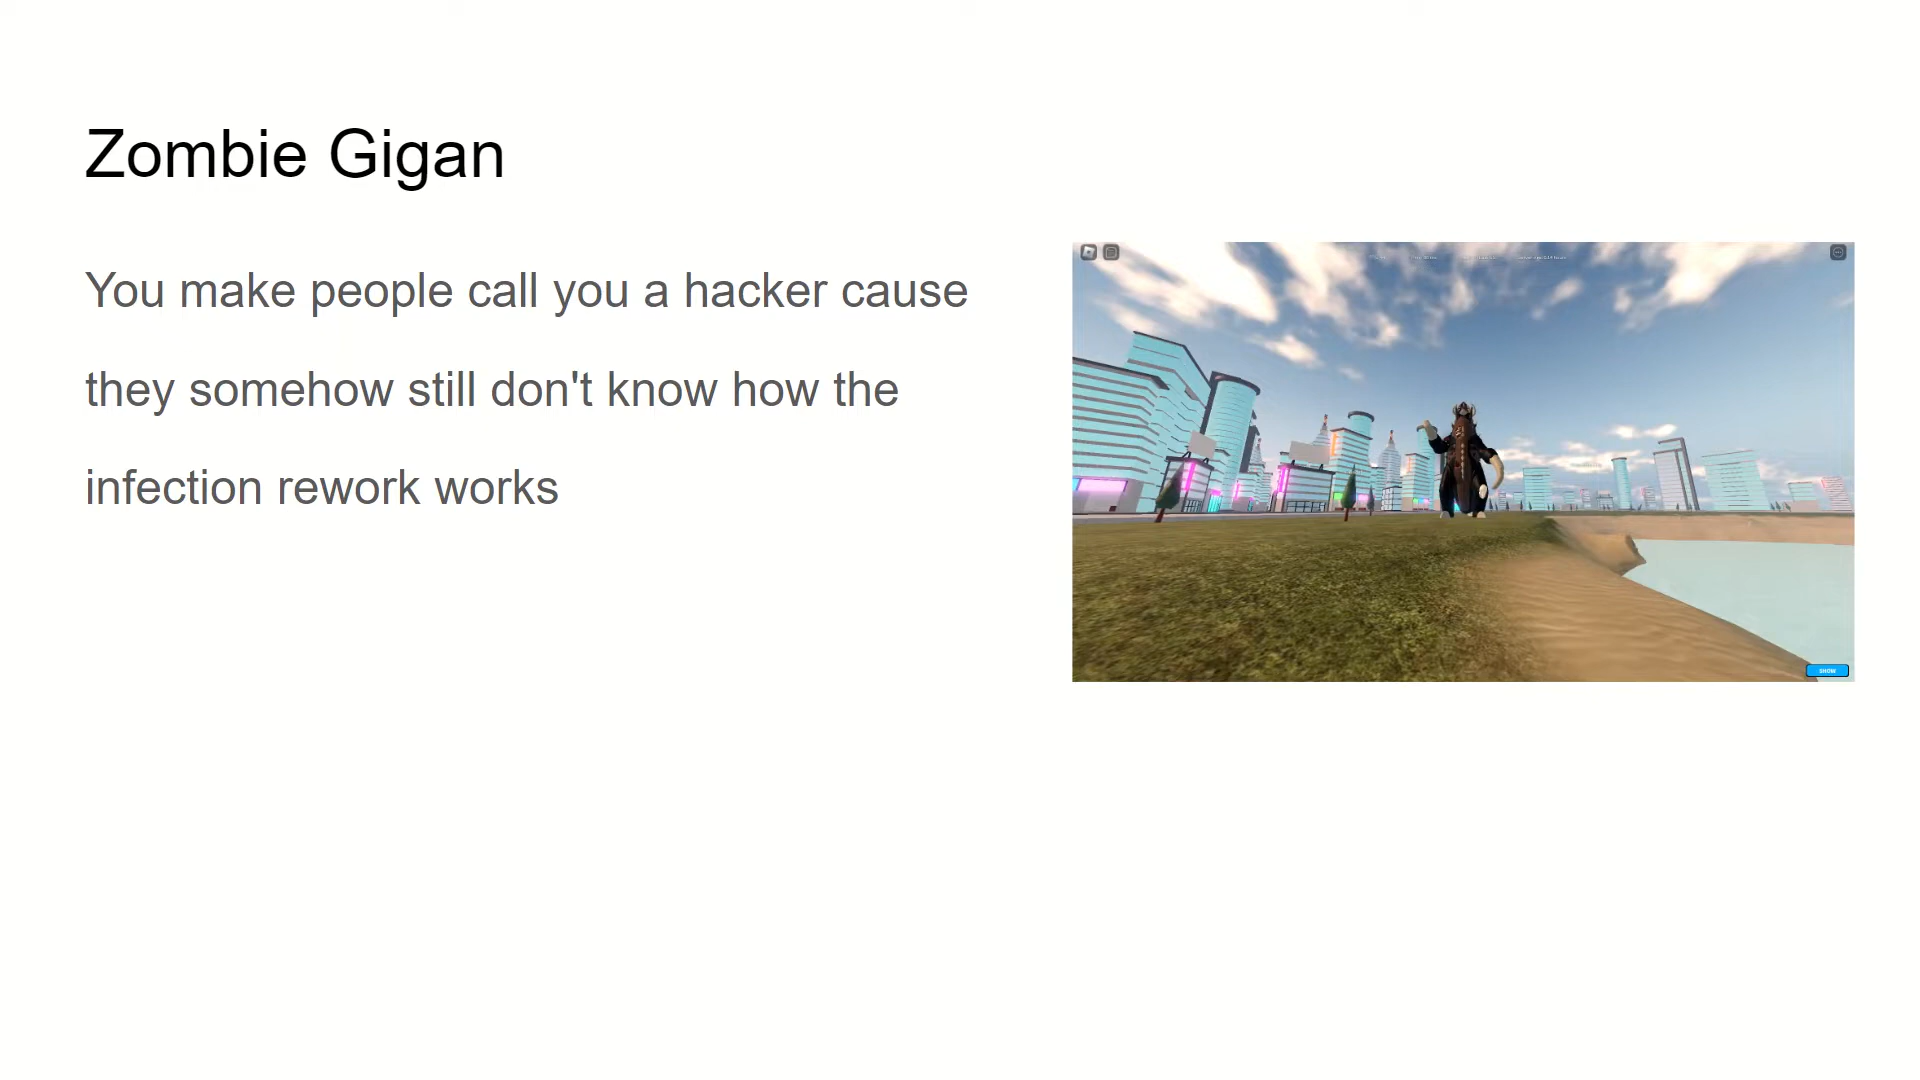 Zombie Gigan
You make people call you a hacker cause
they somehow still don't know how the
infection rework works
SHOW